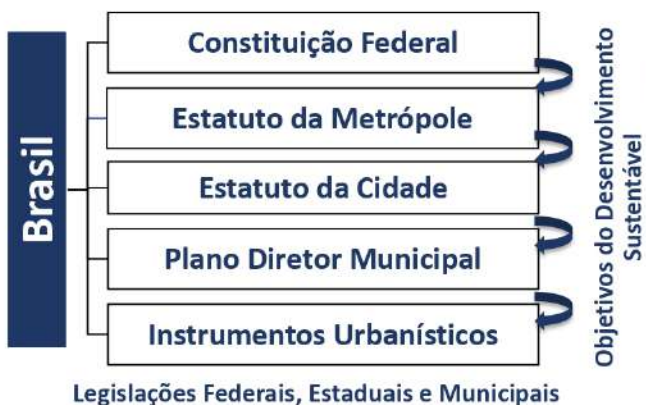 Brasil
Constituição Federal
Estatuto da Metrópole
Estatuto da Cidade
Plano Diretor Municipal
Instrumentos Urbanísticos
Objetivos do Desenvolvimento
Sustentável
Legislações Federais, Estaduais e Municipais